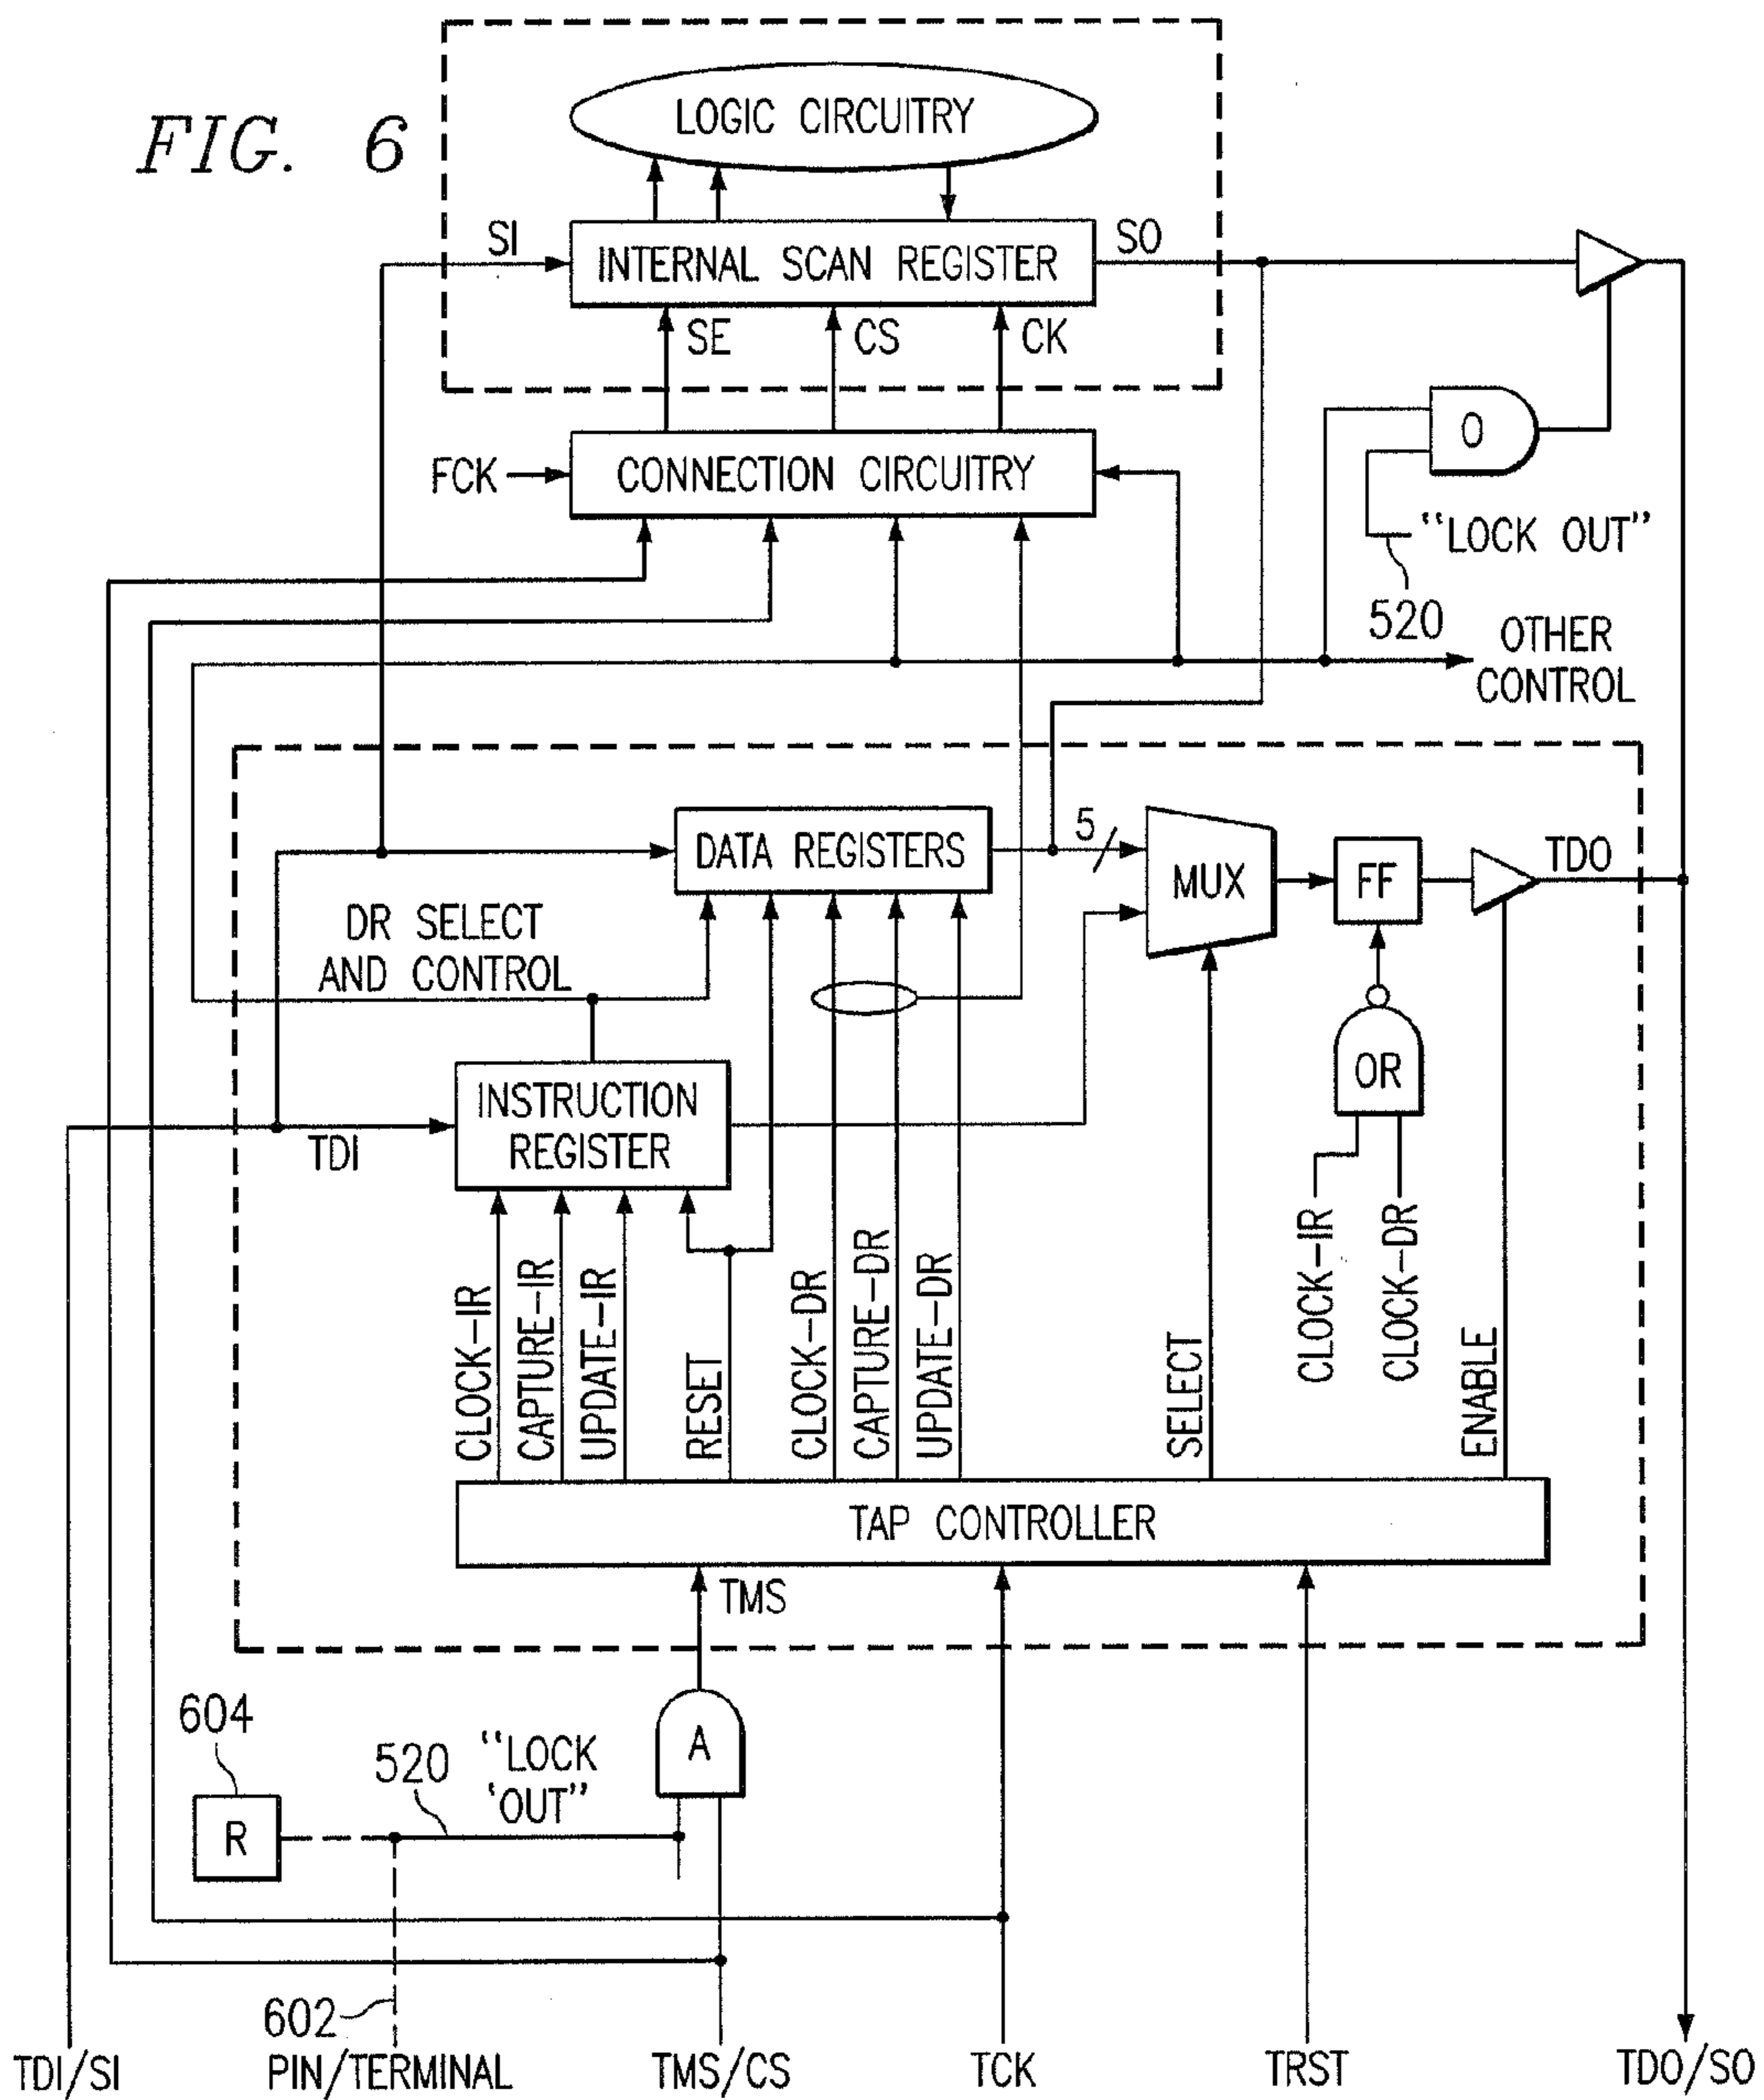 FIG. 6
LOGIC CIRCUITRY
SI
INTERNAL SCAN REGISTER
SO
SE
CS
CK
FCK
CONNECTION CIRCUITRY
O
"LOCK OUT"
520
OTHER
CONTROL
DATA REGISTERS
5
MUX
FF
TDO
DR SELECT
AND CONTROL
INSTRUCTION
REGISTER
TDI
OR
CLOCK-IR
CAPTURE-IR
UPDATE-IR
RESET
CLOCK-DR
CAPTURE-DR
UPDATE-DR
SELECT
CLOCK-IR
CLOCK-DR
ENABLE
TAP CONTROLLER
TMS
604
R
520
"LOCK
'OUT"
A
602
TDI/SI
PIN/TERMINAL
TMS/CS
TCK
TRST
TDO/SO